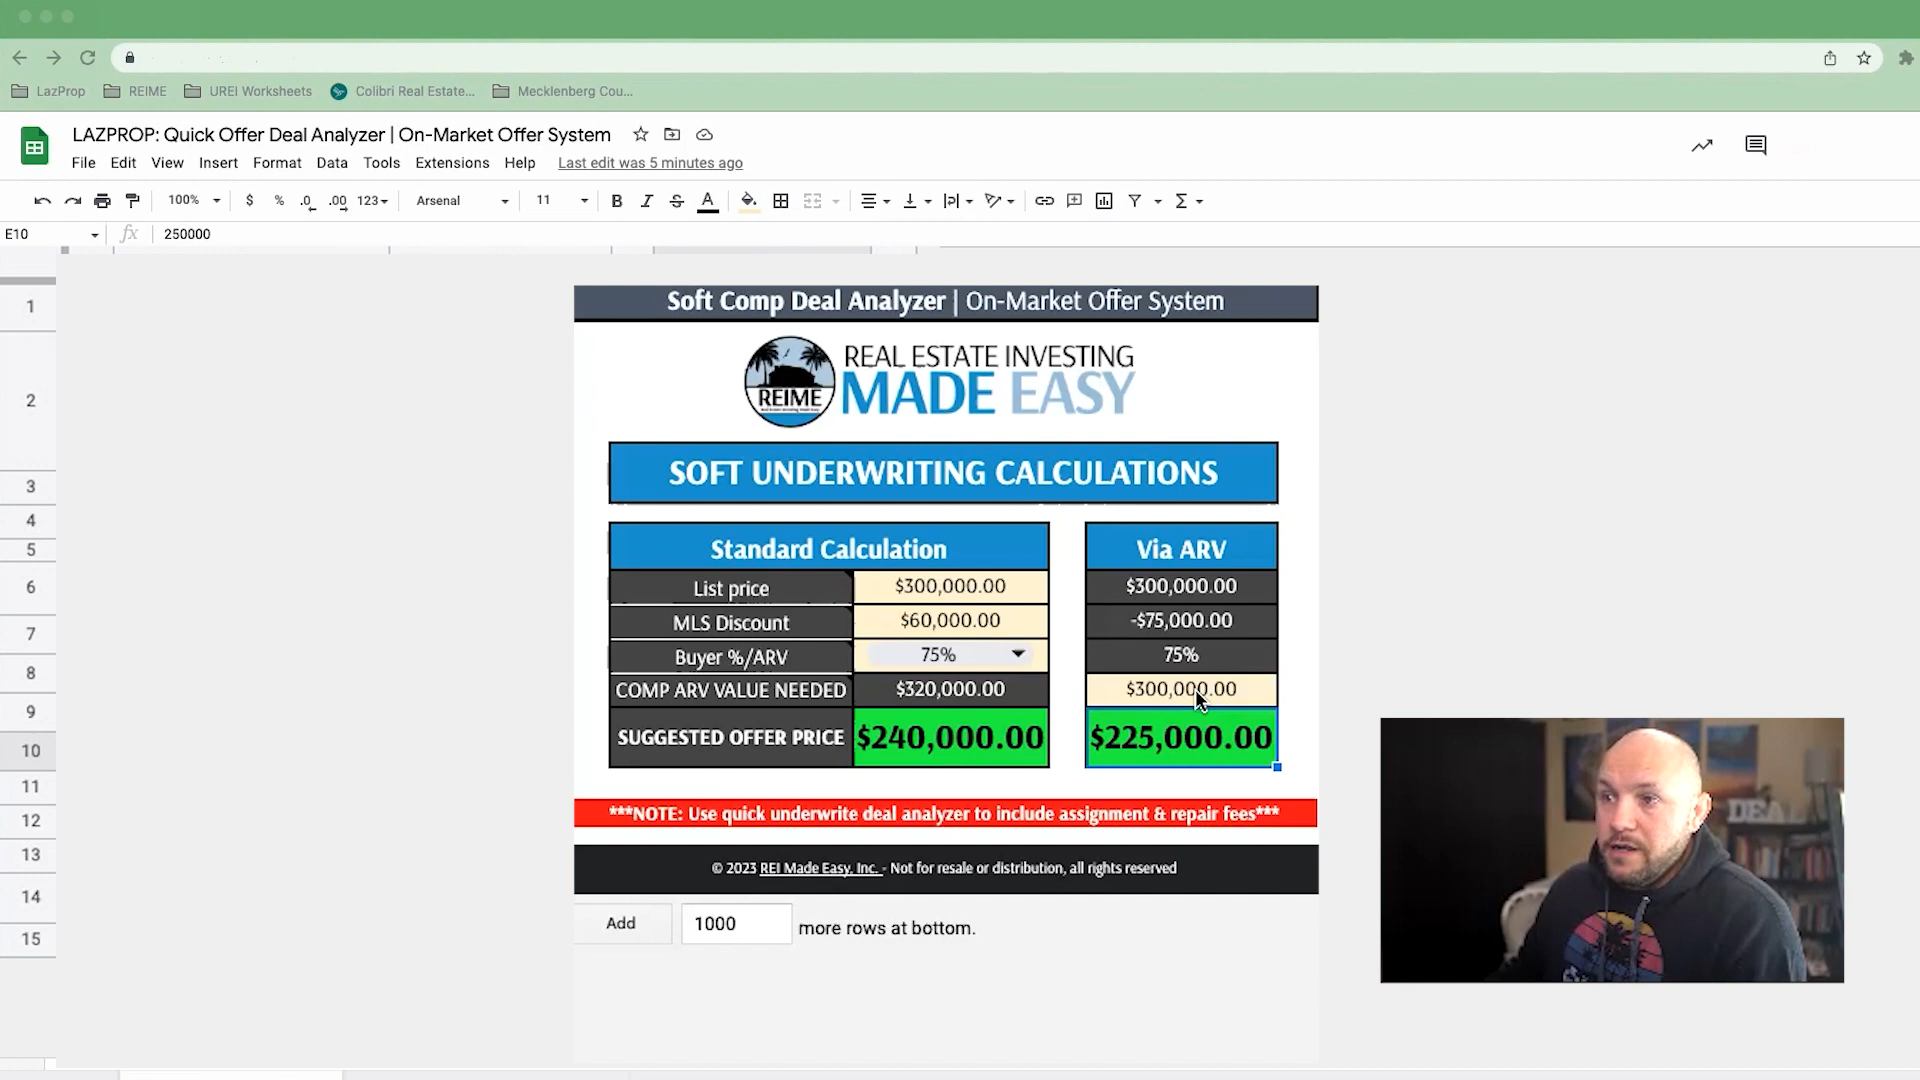 LazProp REIME UREI Worksheets Colibri Real Estate... Mecklenberg Cou...
LAZPROP: Quick Offer Deal Analyzer | On-Market Offer System
File Edit View Insert Format Data Tools Extensions Help Last edit was 5 minutes ago
100% $ % .0 .00 123 Arsenal 11 B I S A
E10 fx 250000
1
Soft Comp Deal Analyzer | On-Market Offer System
2
REIME
REAL ESTATE INVESTING
MADE EASY
3
SOFT UNDERWRITING CALCULATIONS
4
5
Standard Calculation Via ARV
6
List price $300,000.00 $300,000.00
7
MLS Discount $60,000.00 -$75,000.00
8
Buyer %/ARV 75% 75%
9
COMP ARV VALUE NEEDED $320,000.00 $300,000.00
10
SUGGESTED OFFER PRICE $240,000.00 $225,000.00
11
12
***NOTE: Use quick underwrite deal analyzer to include assignment & repair fees***
13
14
© 2023 REI Made Easy, Inc. - Not for resale or distribution, all rights reserved
15
Add 1000 more rows at bottom.
DEAL